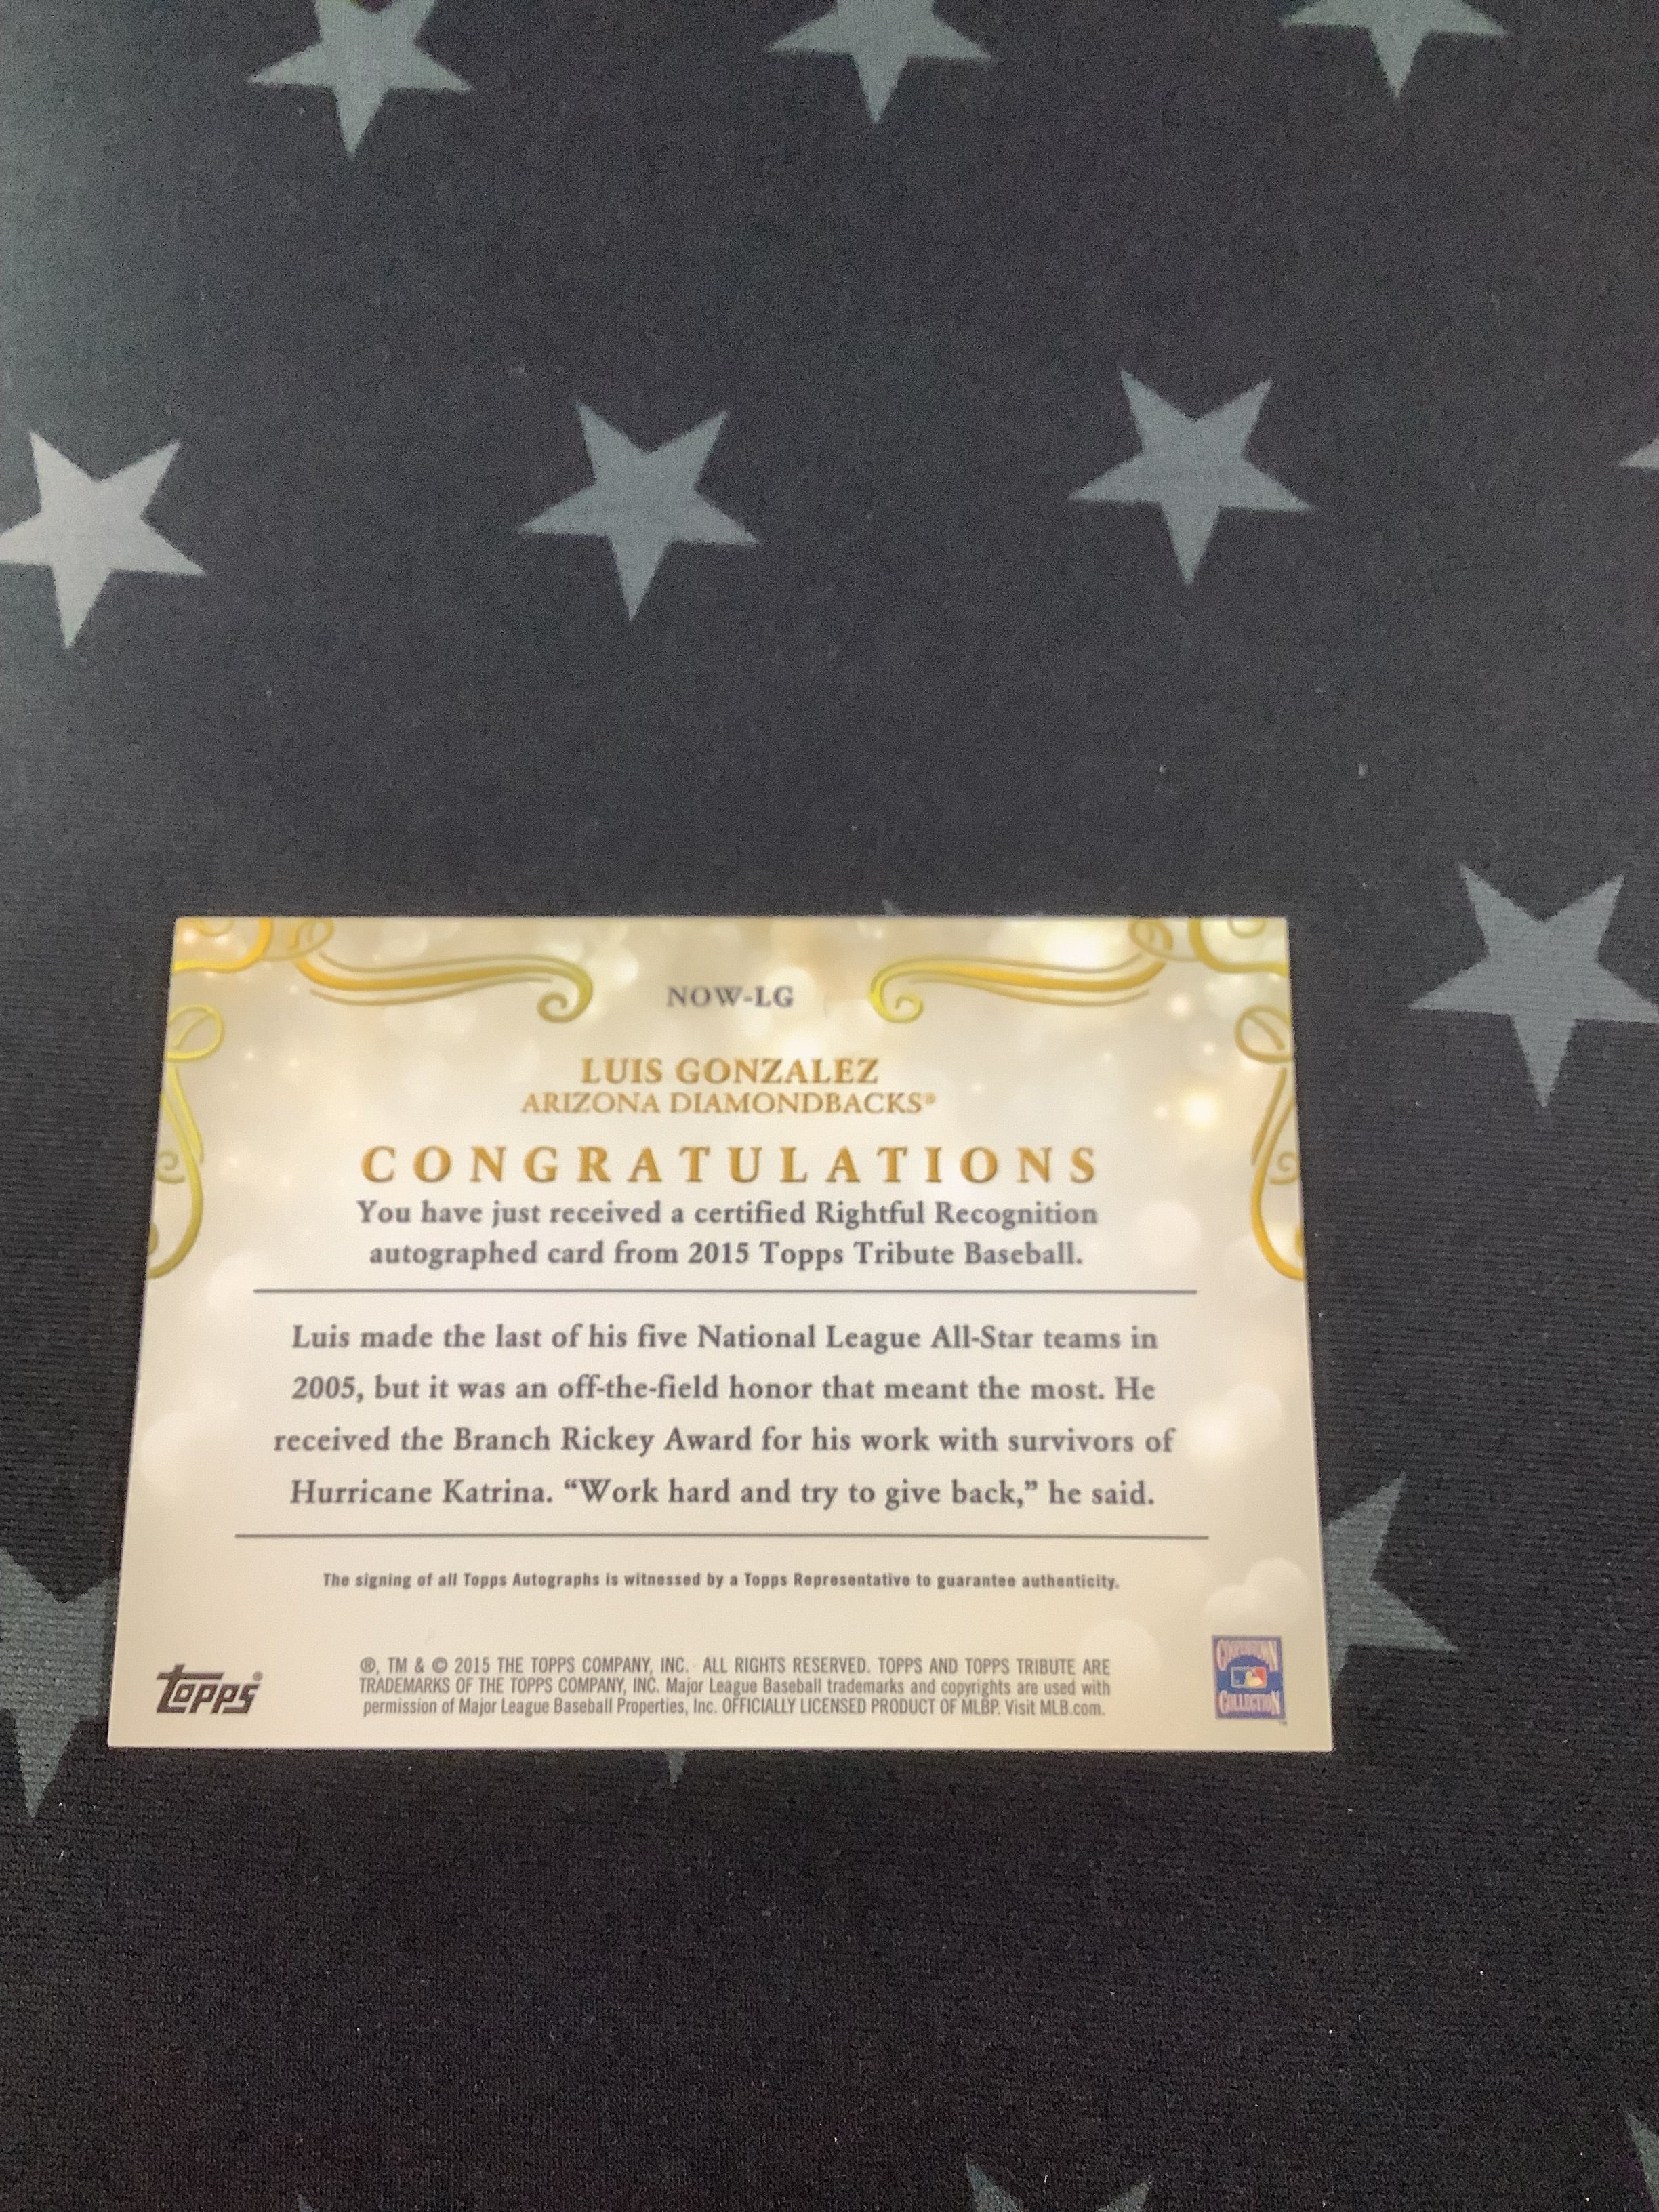 NOW-LG
LUIS GONZALEZ
ARIZONA DIAMONDBACKS®
CONGRATULATIONS
You have just received a certified Rightful Recognition
autographed card from 2015 Topps Tribute Baseball.
Luis made the last of his five National League All-Star teams in
2005, but it was an off-the-field honor that meant the most. He
received the Branch Rickey Award for his work with survivors of
Hurricane Katrina. “Work hard and try to give back,” he said.
The signing of all Topps Autographs is witnessed by a Topps Representative to guarantee authenticity.
topps®
®, TM & © 2015 THE TOPPS COMPANY, INC. ALL RIGHTS RESERVED. TOPPS AND TOPPS TRIBUTE ARE
TRADEMARKS OF THE TOPPS COMPANY, INC. Major League Baseball trademarks and copyrights are used with
permission of Major League Baseball Properties, Inc. OFFICIALLY LICENSED PRODUCT OF MLBP. Visit MLB.com.
COOPERSTOWN
COLLECTION
™